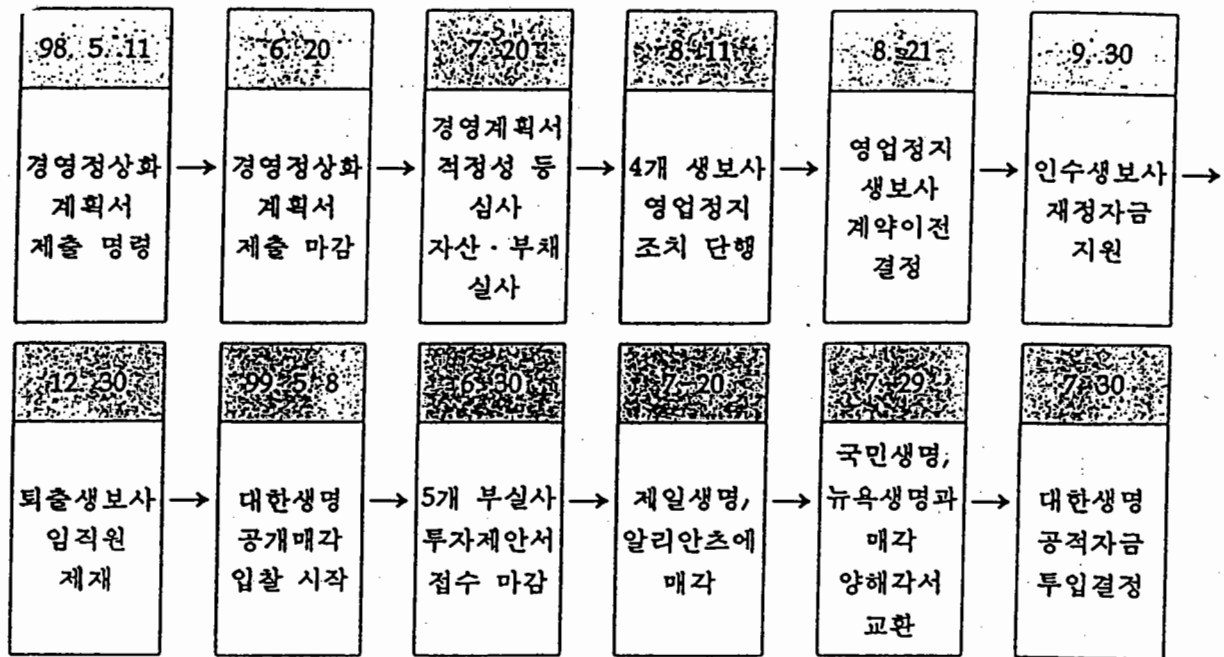 98. 5. 11
경영정상화
계획서
제출 명령
→
6. 20
경영정상화
계획서
제출 마감
→
7. 20
경영계획서
적정성 등
심사
자산·부채
실사
→
8. 11
4개 생보사
영업정지
조치 단행
→
8. 21
영업정지
생보사
계약이전
결정
→
9. 30
인수생보사
재정자금
지원
→
12. 30
퇴출생보사
임직원
제재
→
99. 5. 8
대한생명
공개매각
입찰 시작
→
6. 30
5개 부실사
투자제안서
접수 마감
→
7. 20
제일생명,
알리안츠에
매각
→
7. 29
국민생명,
뉴욕생명과
매각
양해각서
교환
→
7. 30
대한생명
공적자금
투입결정